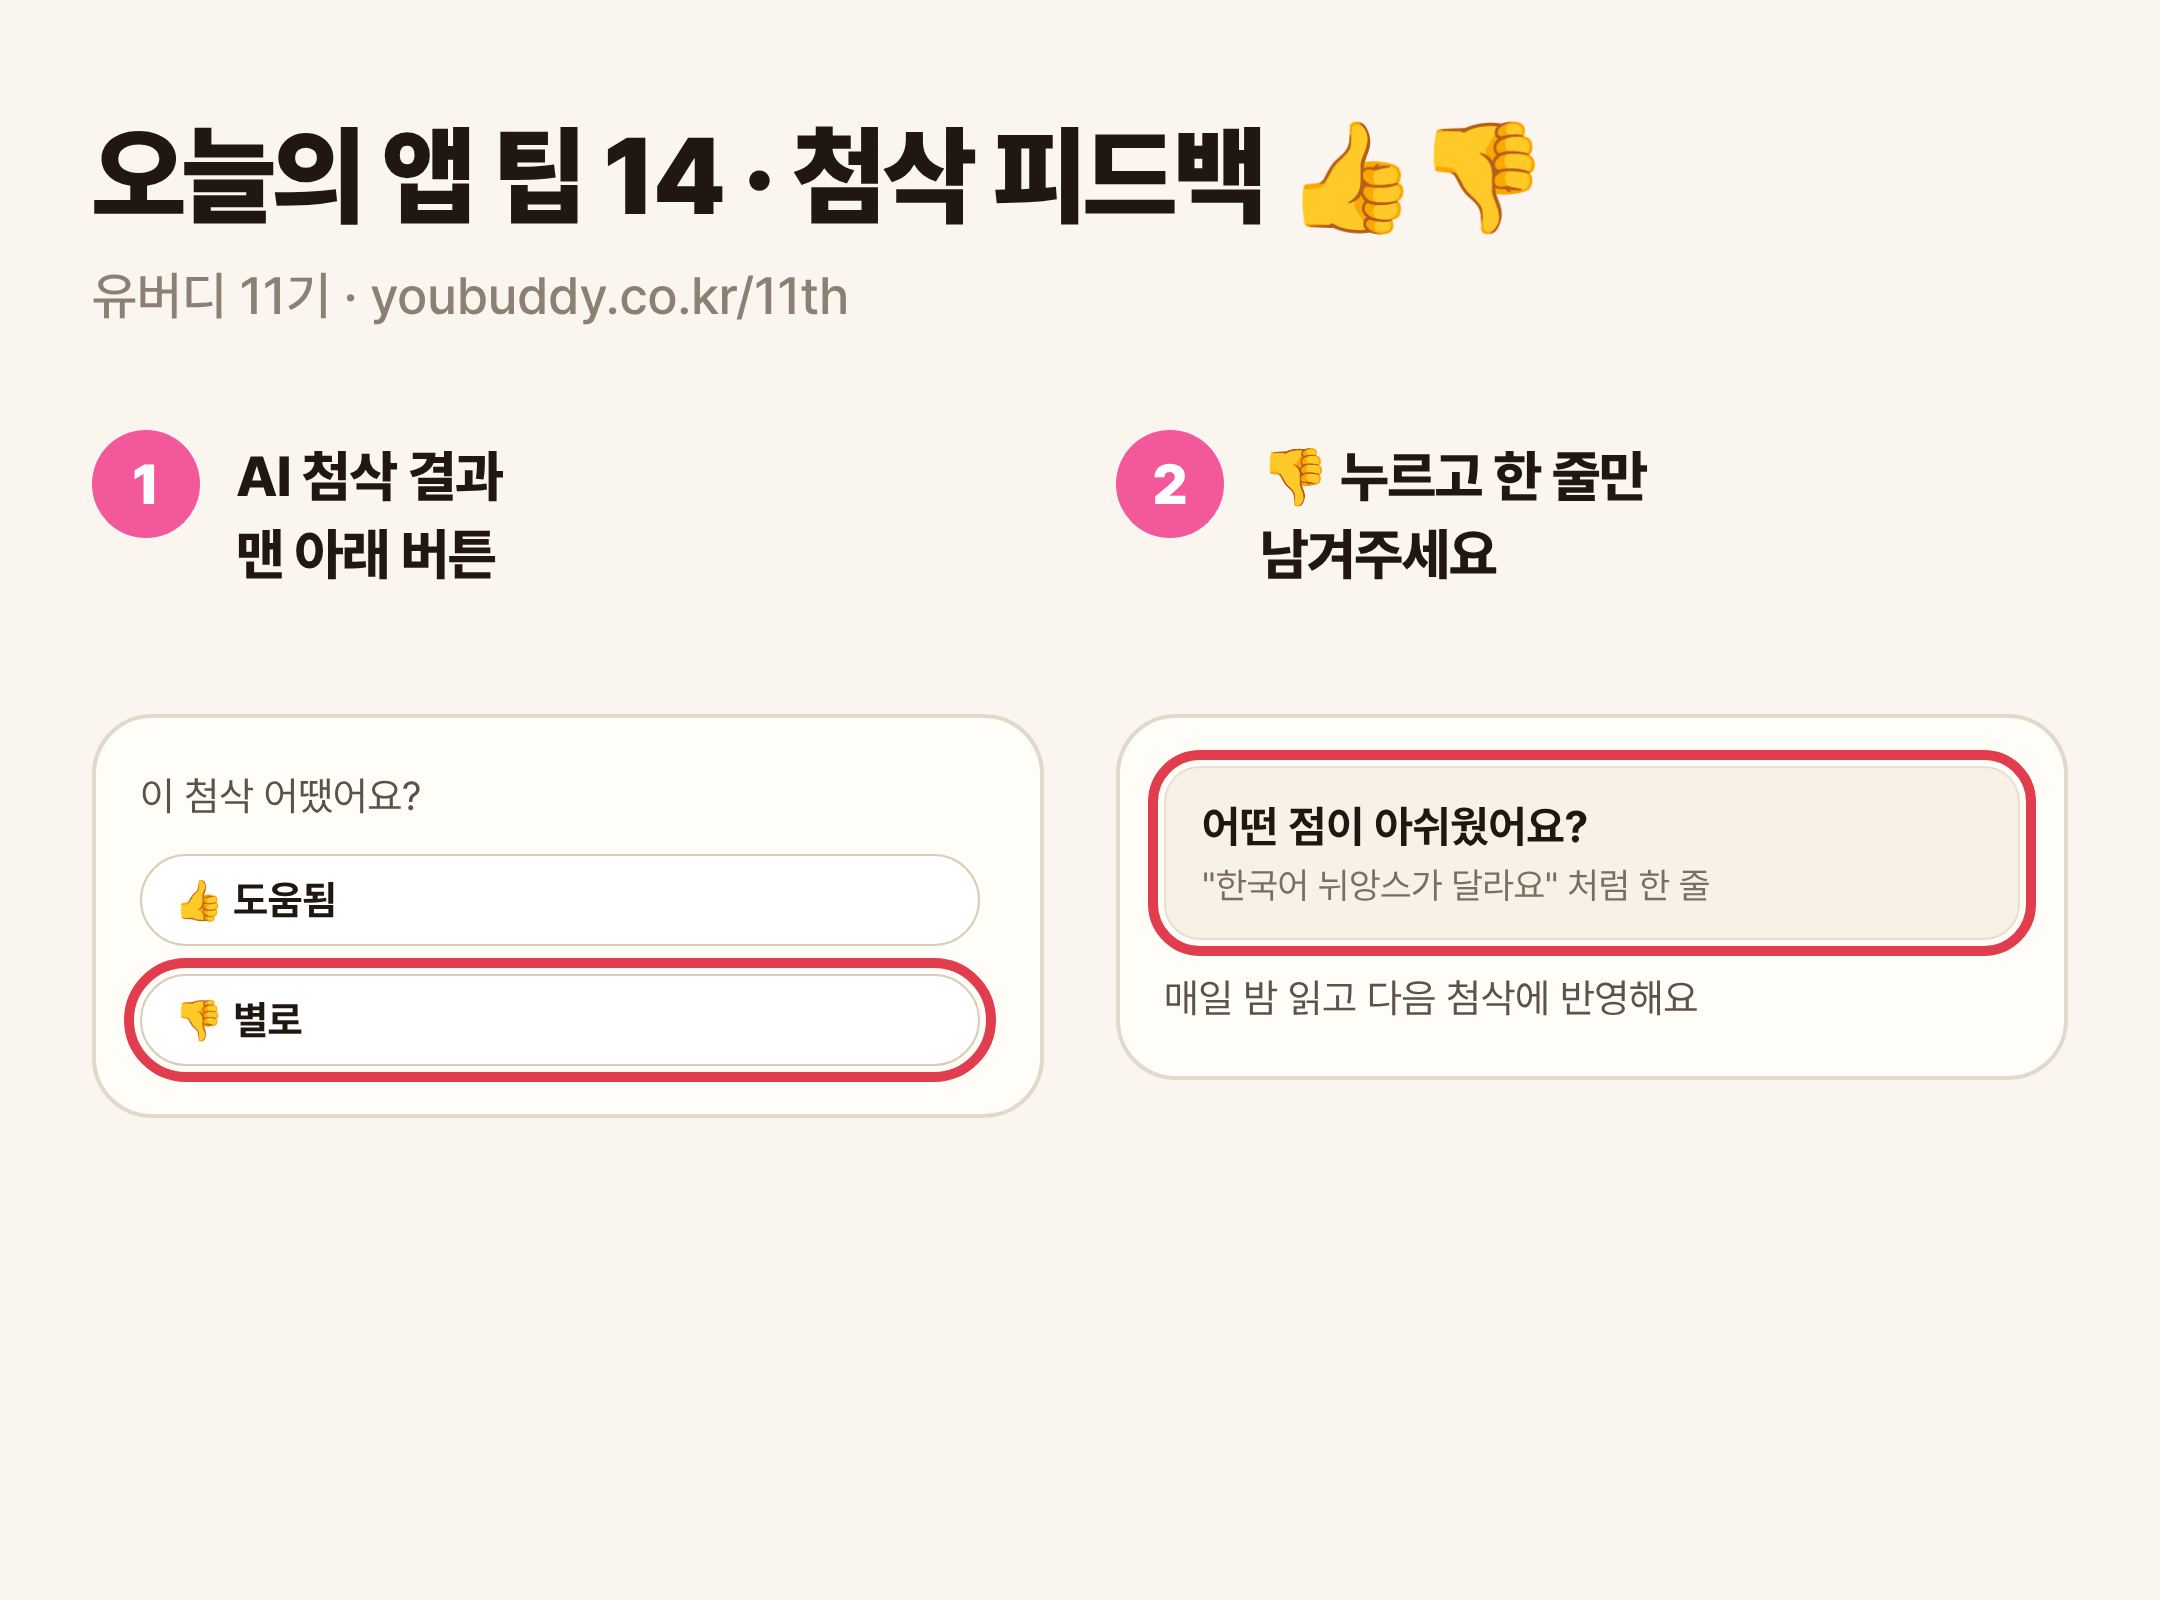 오늘의 앱 팁 14 · 첨삭 피드백 👍👎
유버디 11기 · youbuddy.co.kr/11th
1
AI 첨삭 결과
맨 아래 버튼
이 첨삭 어땠어요?
👍 도움됨
👎 별로
2
👎 누르고 한 줄만
남겨주세요
어떤 점이 아쉬웠어요?
"한국어 뉘앙스가 달라요" 처럼 한 줄
매일 밤 읽고 다음 첨삭에 반영해요